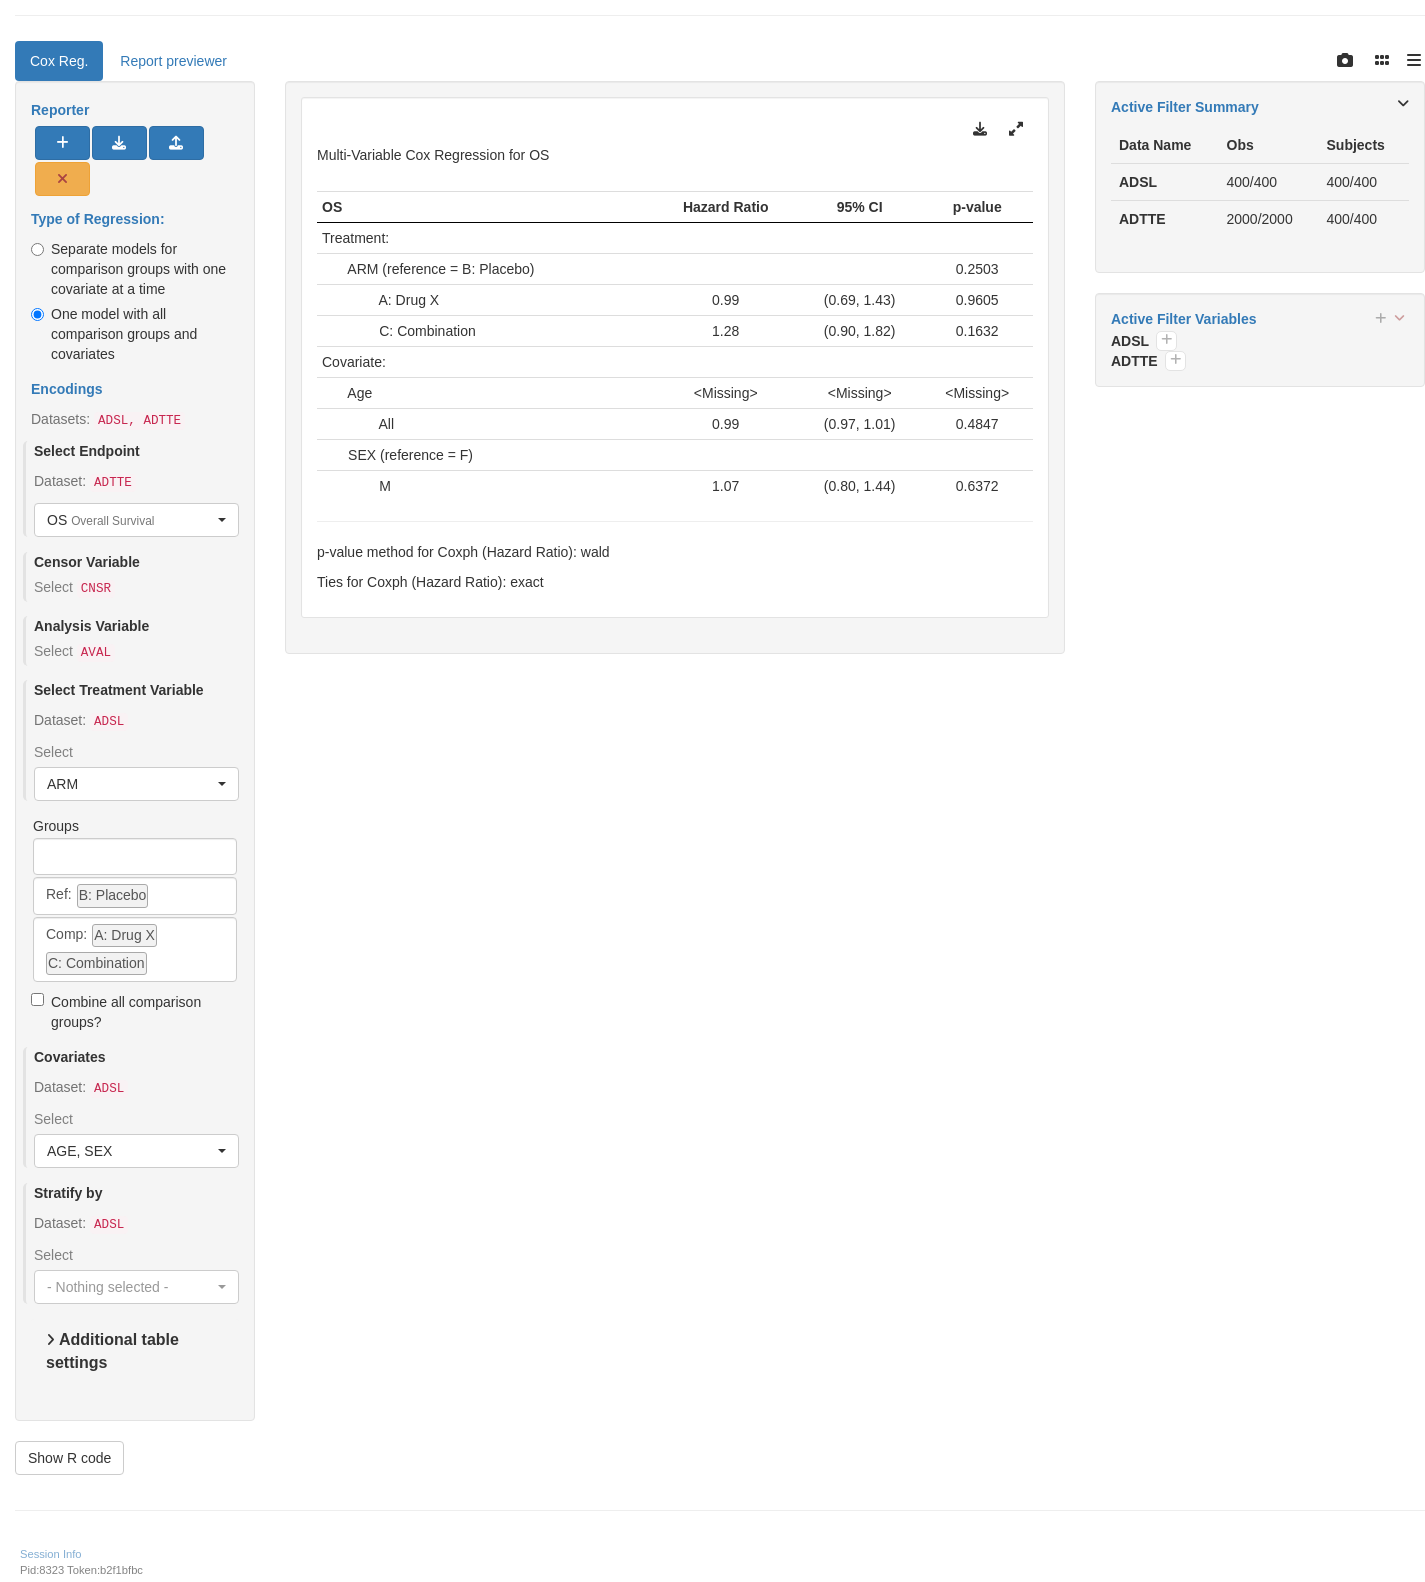 Cox Reg.
Report previewer
Reporter
Type of Regression:
Separate models for
comparison groups with one
covariate at a time
One model with all
comparison groups and
covariates
Encodings
Datasets: ADSL, ADTTE
Select Endpoint
Dataset: ADTTE
OS Overall Survival
Censor Variable
Select CNSR
Analysis Variable
Select AVAL
Select Treatment Variable
Dataset: ADSL
Select
ARM
Groups
Ref: B: Placebo
Comp: A: Drug X
C: Combination
Combine all comparison
groups?
Covariates
Dataset: ADSL
Select
AGE, SEX
Stratify by
Dataset: ADSL
Select
- Nothing selected -
Additional table
settings
Multi-Variable Cox Regression for OS
OS Hazard Ratio 95% CI p-value
Treatment:
ARM (reference = B: Placebo) 0.2503
A: Drug X 0.99 (0.69, 1.43) 0.9605
C: Combination 1.28 (0.90, 1.82) 0.1632
Covariate:
Age <Missing> <Missing> <Missing>
All 0.99 (0.97, 1.01) 0.4847
SEX (reference = F)
M 1.07 (0.80, 1.44) 0.6372
p-value method for Coxph (Hazard Ratio): wald
Ties for Coxph (Hazard Ratio): exact
Active Filter Summary
Data Name Obs Subjects
ADSL 400/400 400/400
ADTTE 2000/2000 400/400
Active Filter Variables
ADSL
ADTTE
Show R code
Session Info
Pid:8323 Token:b2f1bfbc